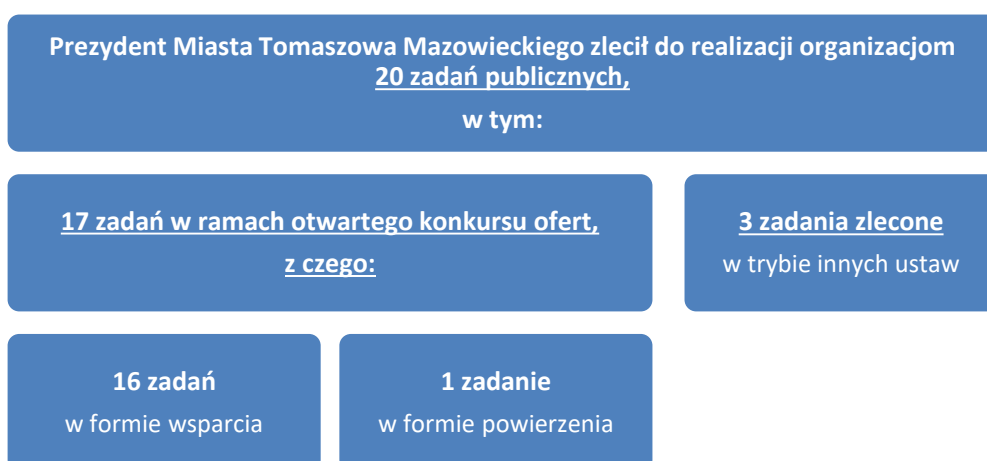 Prezydent Miasta Tomaszowa Mazowieckiego zlecił do realizacji organizacjom
20 zadań publicznych,
w tym:
17 zadań w ramach otwartego konkursu ofert,
z czego:
3 zadania zlecone
w trybie innych ustaw
16 zadań
w formie wsparcia
1 zadanie
w formie powierzenia